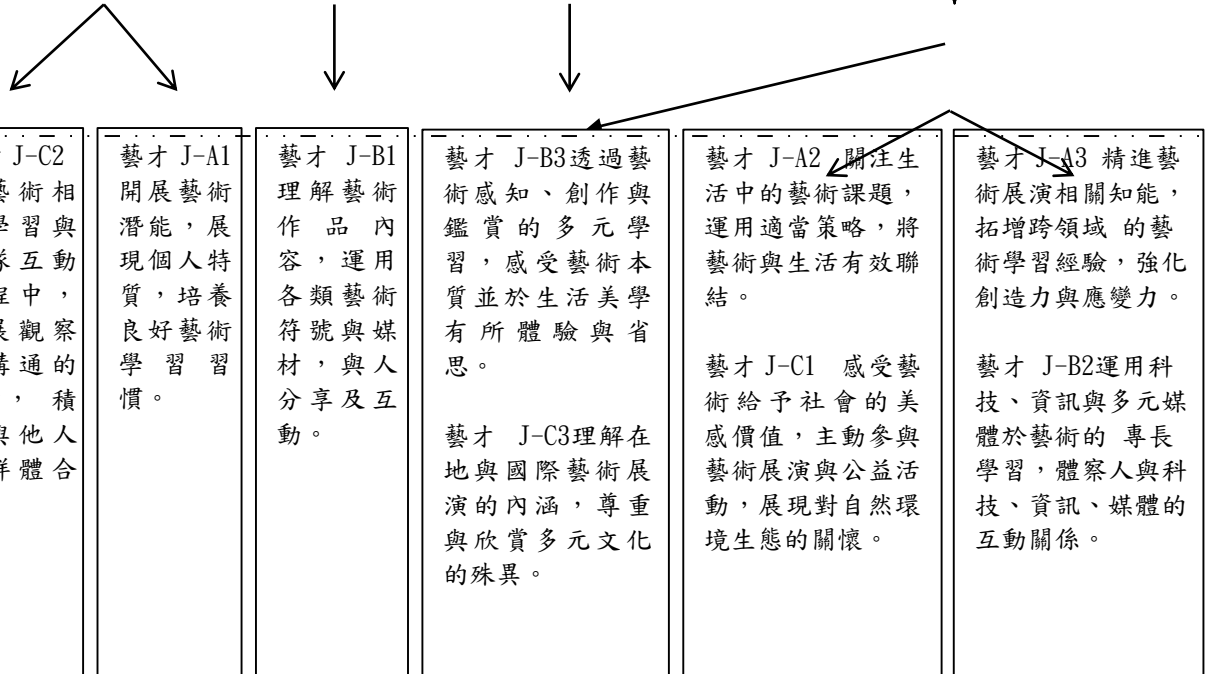 J-C2
藝術相
學習與
隊互動
程中，
展觀察
溝通的
， 積
與他人
群體合
藝才 J-A1
開展藝術
潛能，展
現個人特
質，培養
良好藝術
學習習
慣。
藝才 J-B1
理解藝術
作品內
容，運用
各類藝術
符號與媒
材，與人
分享及互
動。
藝才 J-B3透過藝
術感知、創作與
鑑賞的多元學
習，感受藝術本
質並於生活美學
有所體驗與省
思。
藝才 J-C3理解在
地與國際藝術展
演的內涵，尊重
與欣賞多元文化
的殊異。
藝才 J-A2 關注生
活中的藝術課題，
運用適當策略，將
藝術與生活有效聯
結。
藝才 J-C1 感受藝
術給予社會的美
感價值，主動參與
藝術展演與公益活
動，展現對自然環
境生態的關懷。
藝才 J-A3 精進藝
術展演相關知能，
拓增跨領域 的藝
術學習經驗，強化
創造力與應變力。
藝才 J-B2運用科
技、資訊與多元媒
體於藝術的 專長
學習，體察人與科
技、資訊、媒體的
互動關係。